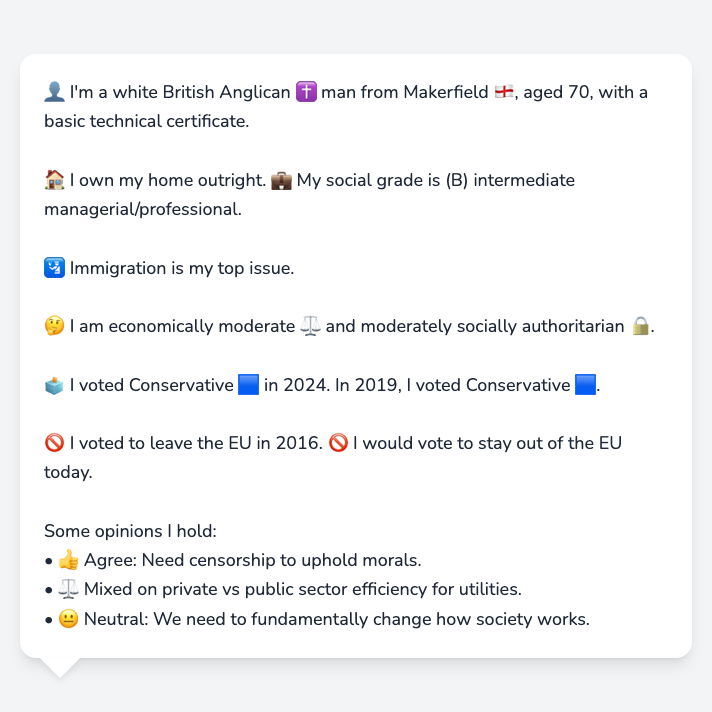 👤 I'm a white British Anglican ✝️ man from Makerfield 🏴󠁧󠁢󠁥󠁮󠁧󠁿, aged 70, with a
basic technical certificate.
🏠 I own my home outright. 💼 My social grade is (B) intermediate
managerial/professional.
🛂 Immigration is my top issue.
🤔 I am economically moderate ⚖️ and moderately socially authoritarian 🔒.
🗳️ I voted Conservative 🟦 in 2024. In 2019, I voted Conservative 🟦.
🚫 I voted to leave the EU in 2016. 🚫 I would vote to stay out of the EU
today.
Some opinions I hold:
• 👍 Agree: Need censorship to uphold morals.
• ⚖️ Mixed on private vs public sector efficiency for utilities.
• 😐 Neutral: We need to fundamentally change how society works.